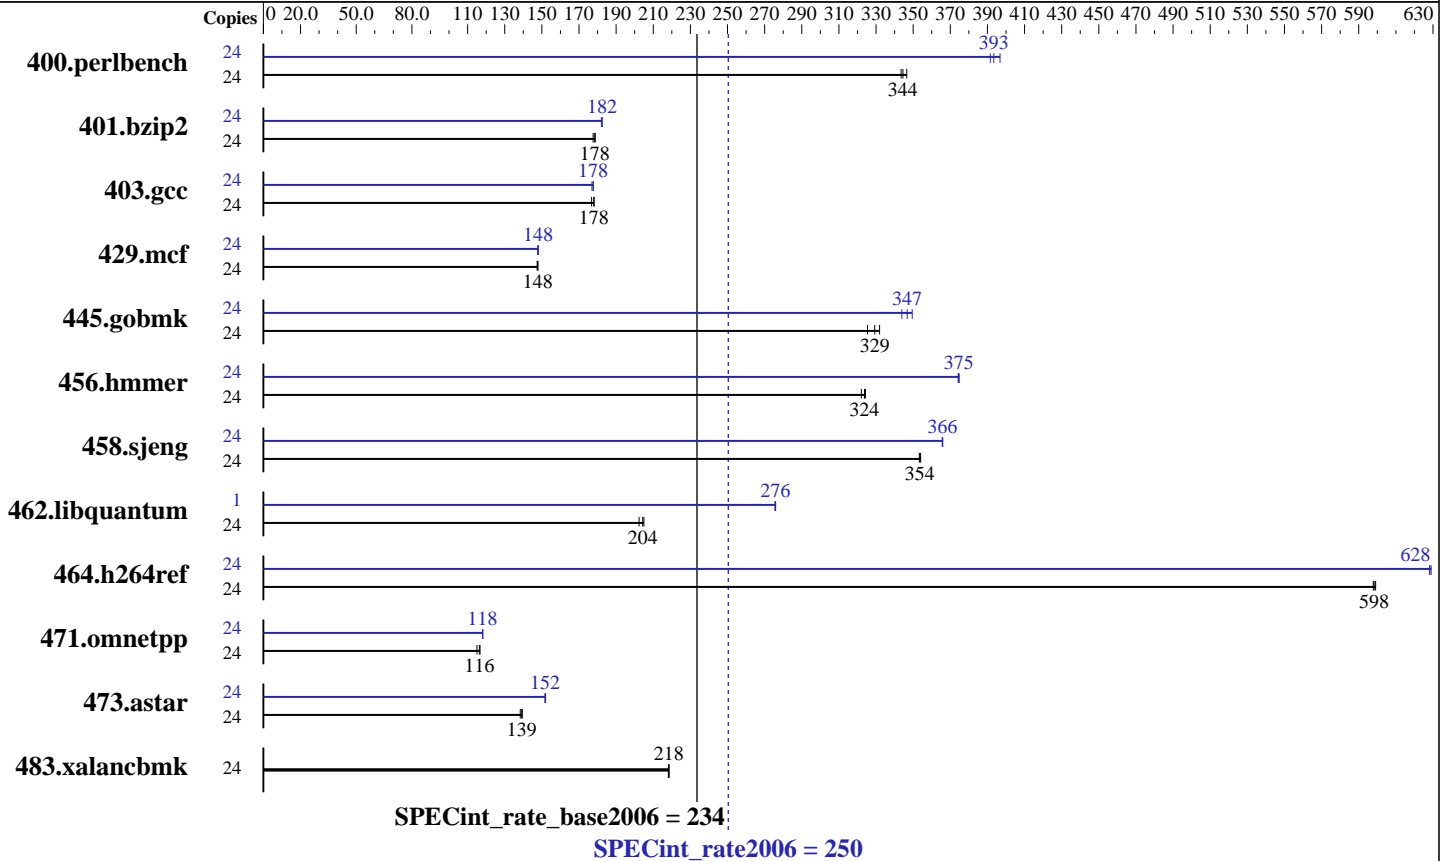 Copies 0 20.0 50.0 80.0 110 130 150 170 190 210 230 250 270 290 310 330 350 370 390 410 430 450 470 490 510 530 550 570 590 630
400.perlbench 24 393
24 344
401.bzip2 24 182
24 178
403.gcc 24 178
24 178
429.mcf 24 148
24 148
445.gobmk 24 347
24 329
456.hmmer 24 375
24 324
458.sjeng 24 366
24 354
462.libquantum 1 276
24 204
464.h264ref 24 628
24 598
471.omnetpp 24 118
24 116
473.astar 24 152
24 139
483.xalancbmk 24 218
SPECint_rate_base2006 = 234
SPECint_rate2006 = 250